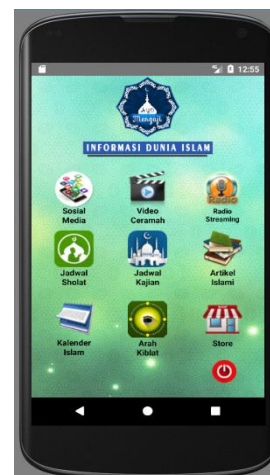 12:55
Ayo
Mengaji
INFORMASI DUNIA ISLAM
Sosial
Media
Video
Ceramah
Radio
Radio
Streaming
Jadwal
Sholat
Jadwal
Kajian
Artikel
Islami
Kalender
Islam
Arah
Kiblat
Store